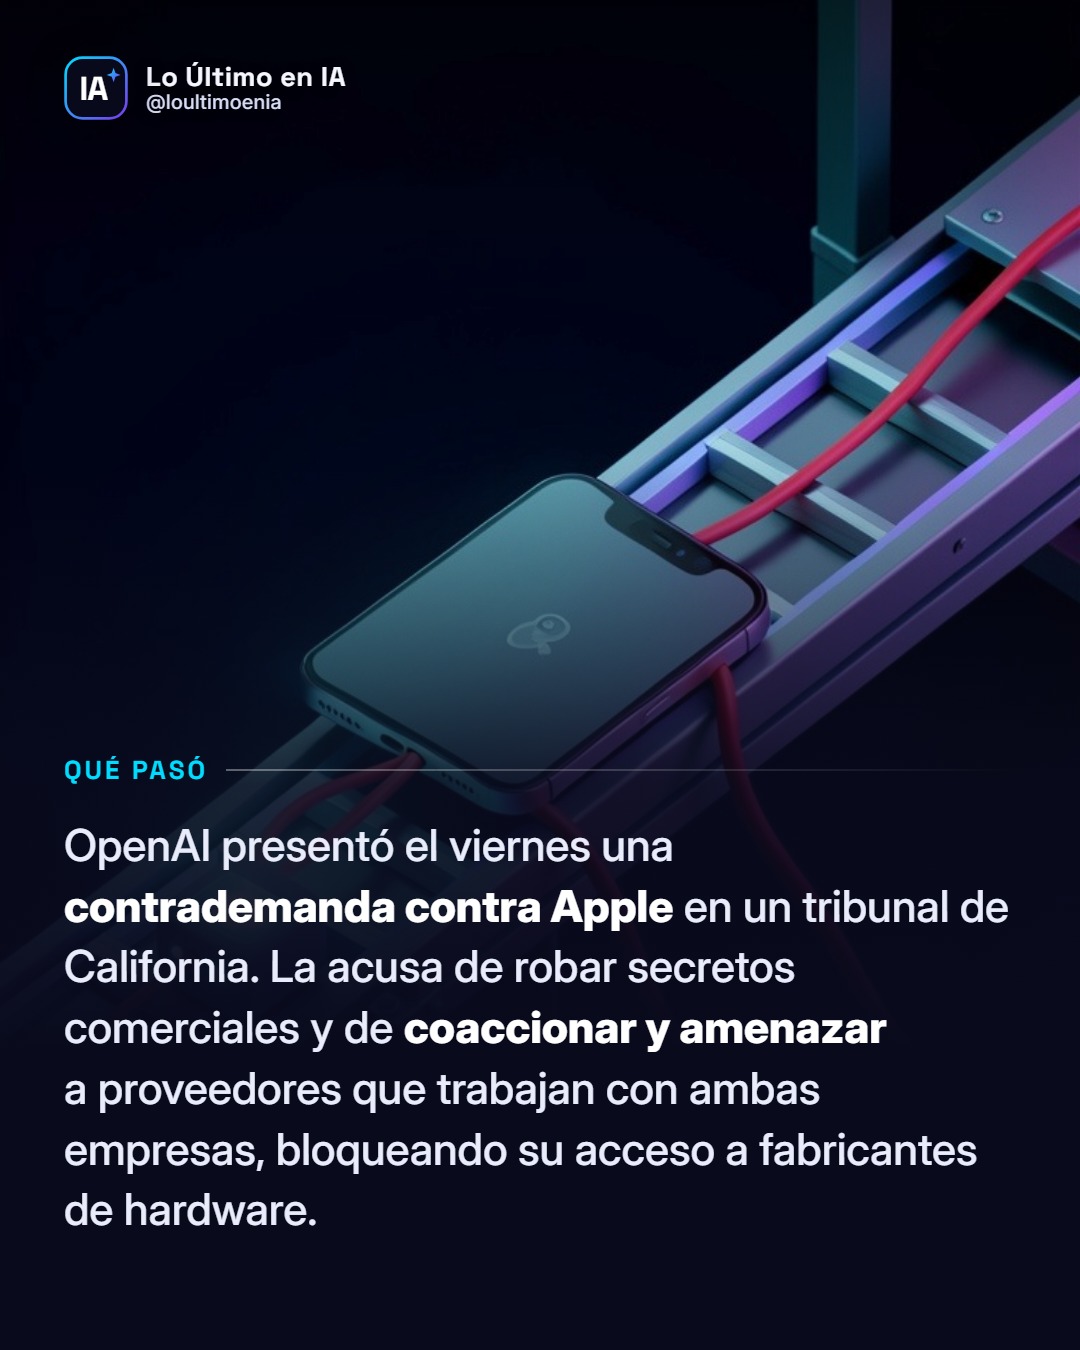 IA
Lo Último en IA
@loultimoenia
QUÉ PASÓ
OpenAI presentó el viernes una
contrademanda contra Apple en un tribunal de
California. La acusa de robar secretos
comerciales y de coaccionar y amenazar
a proveedores que trabajan con ambas
empresas, bloqueando su acceso a fabricantes
de hardware.